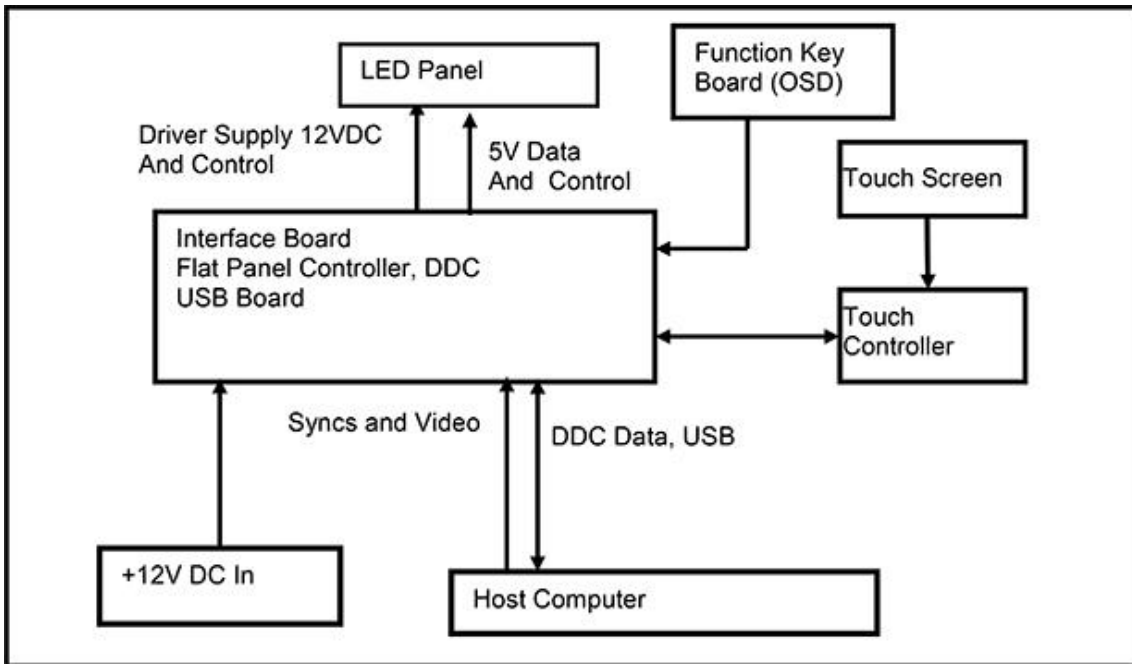 LED Panel
Function Key
Board (OSD)
Driver Supply 12VDC
And Control
5V Data
And Control
Touch Screen
Interface Board
Flat Panel Controller, DDC
USB Board
Touch
Controller
Syncs and Video
DDC Data, USB
+12V DC In
Host Computer